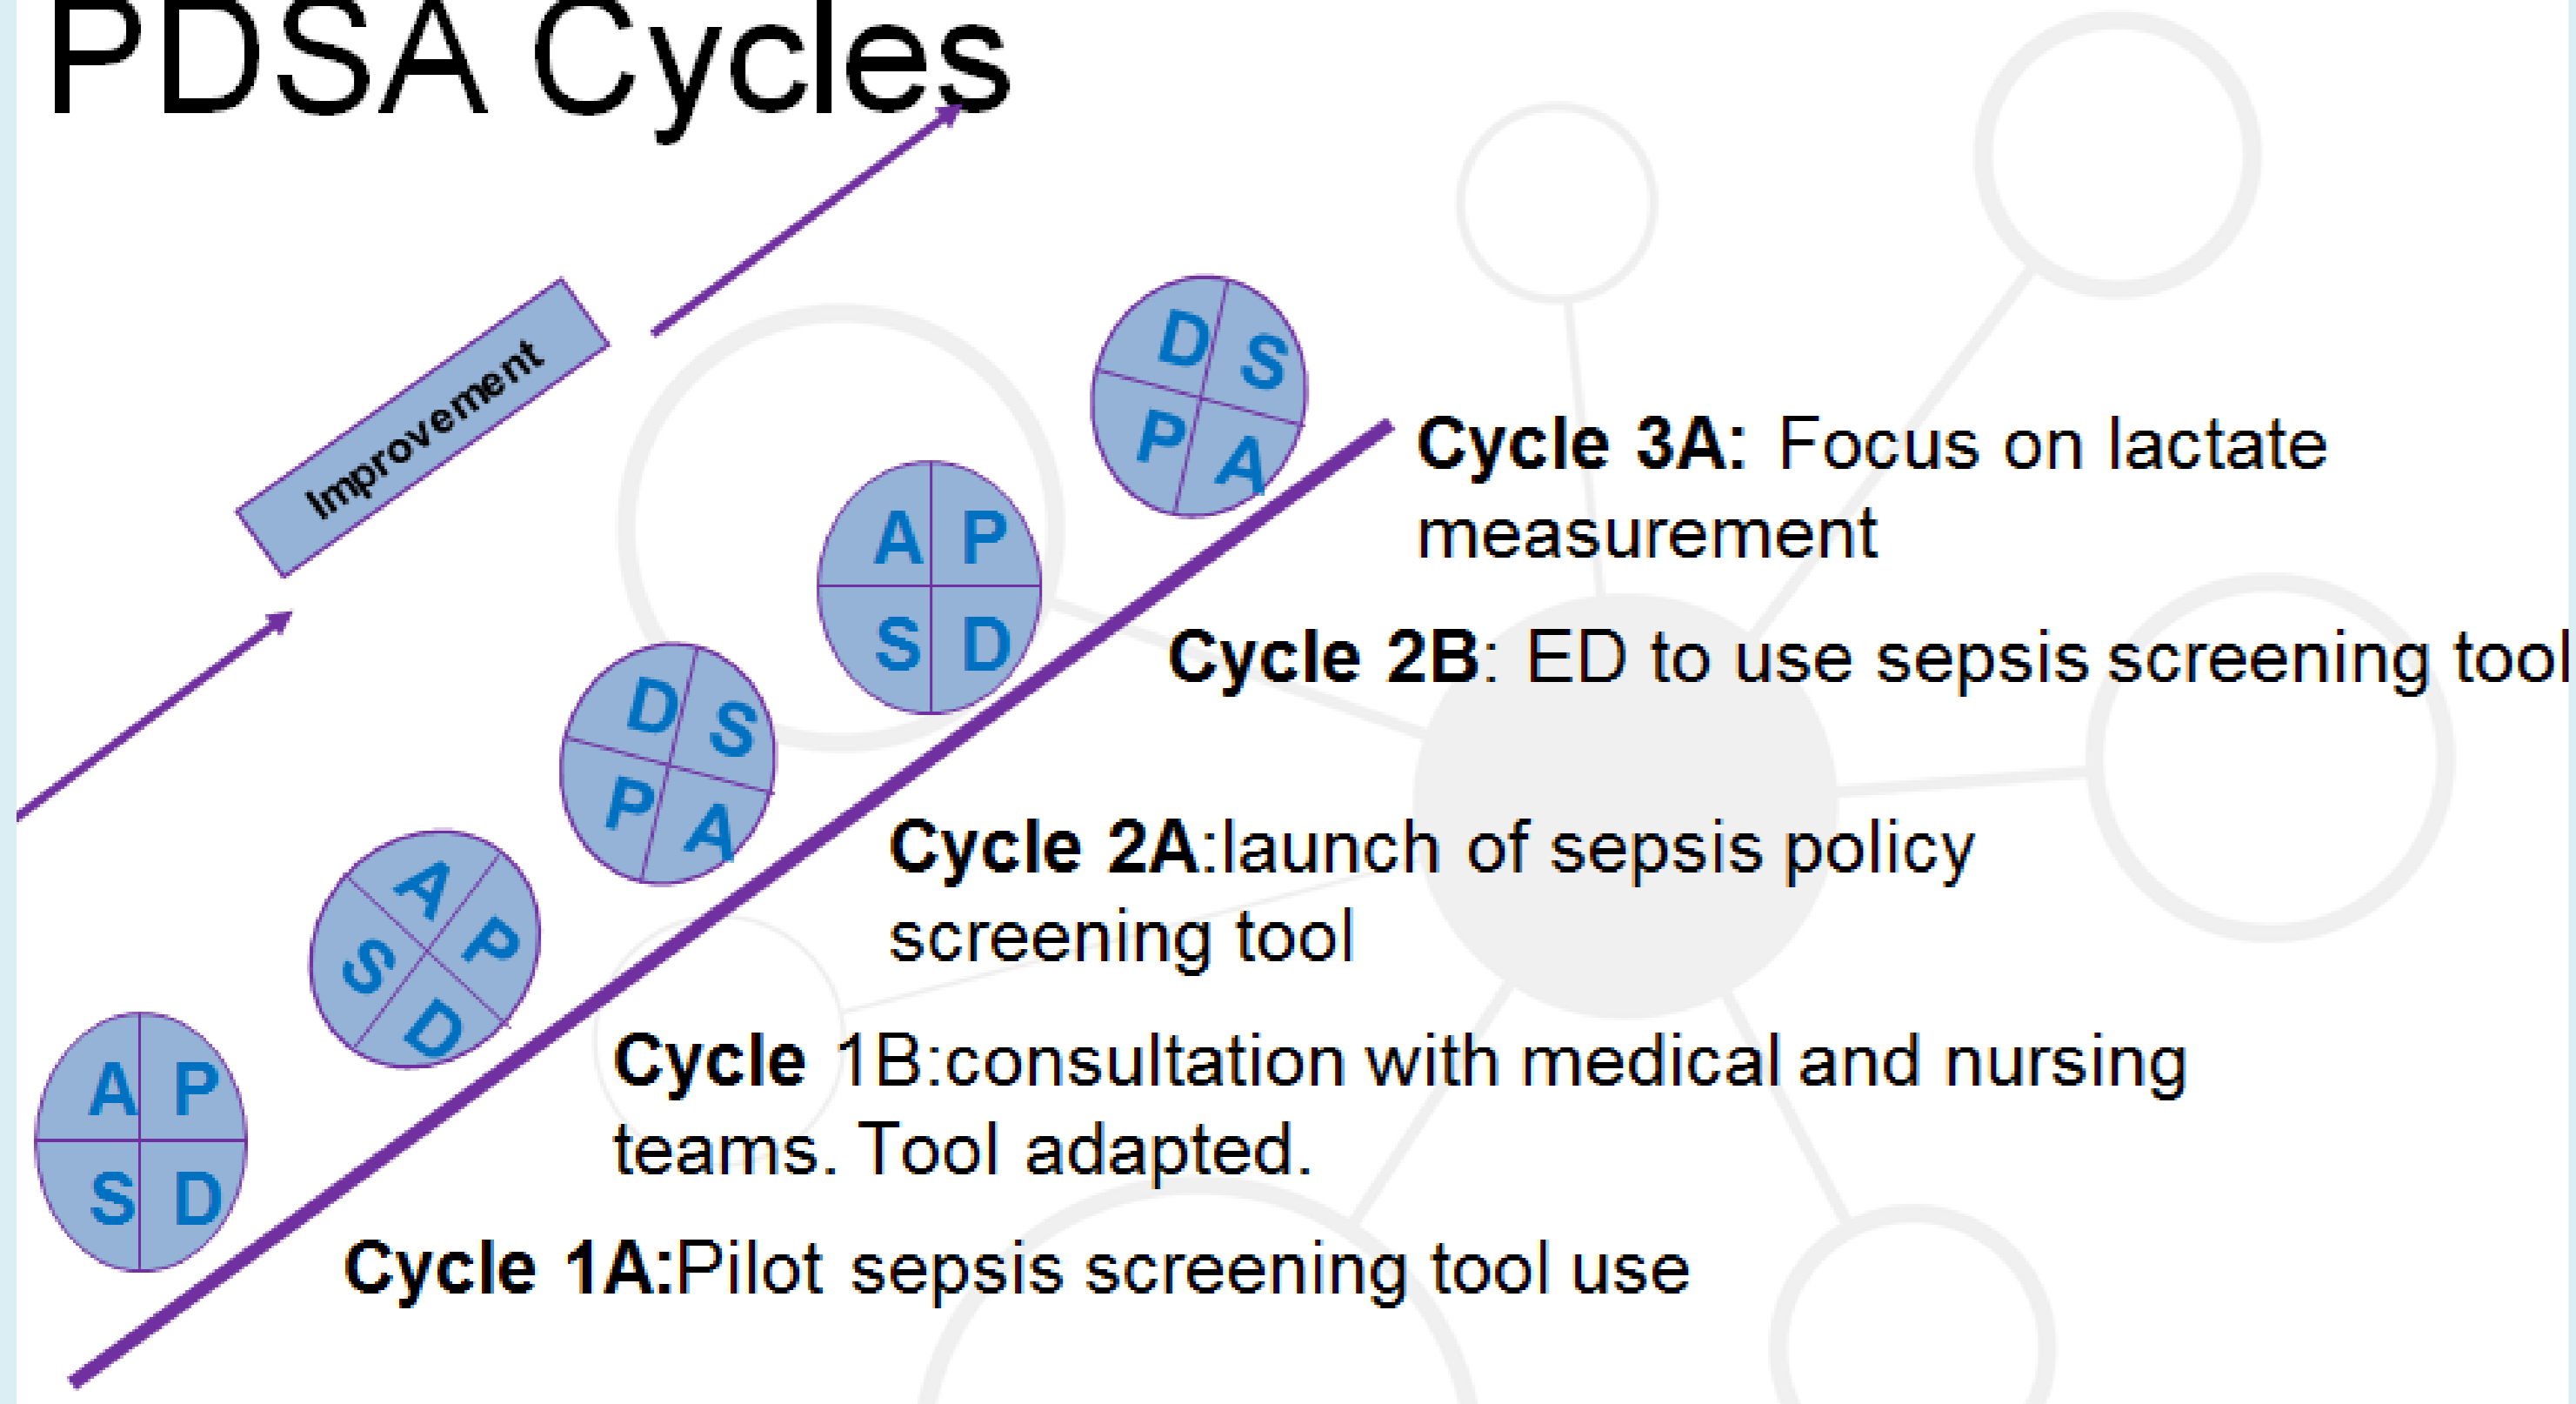 PDSA Cycles
Improvement
D S
P A
Cycle 3A: Focus on lactate
measurement
A P
S D
Cycle 2B: ED to use sepsis screening tool
D S
P A
Cycle 2A:launch of sepsis policy
screening tool
A P
S D
Cycle 1B:consultation with medical and nursing
teams. Tool adapted.
A P
S D
Cycle 1A:Pilot sepsis screening tool use